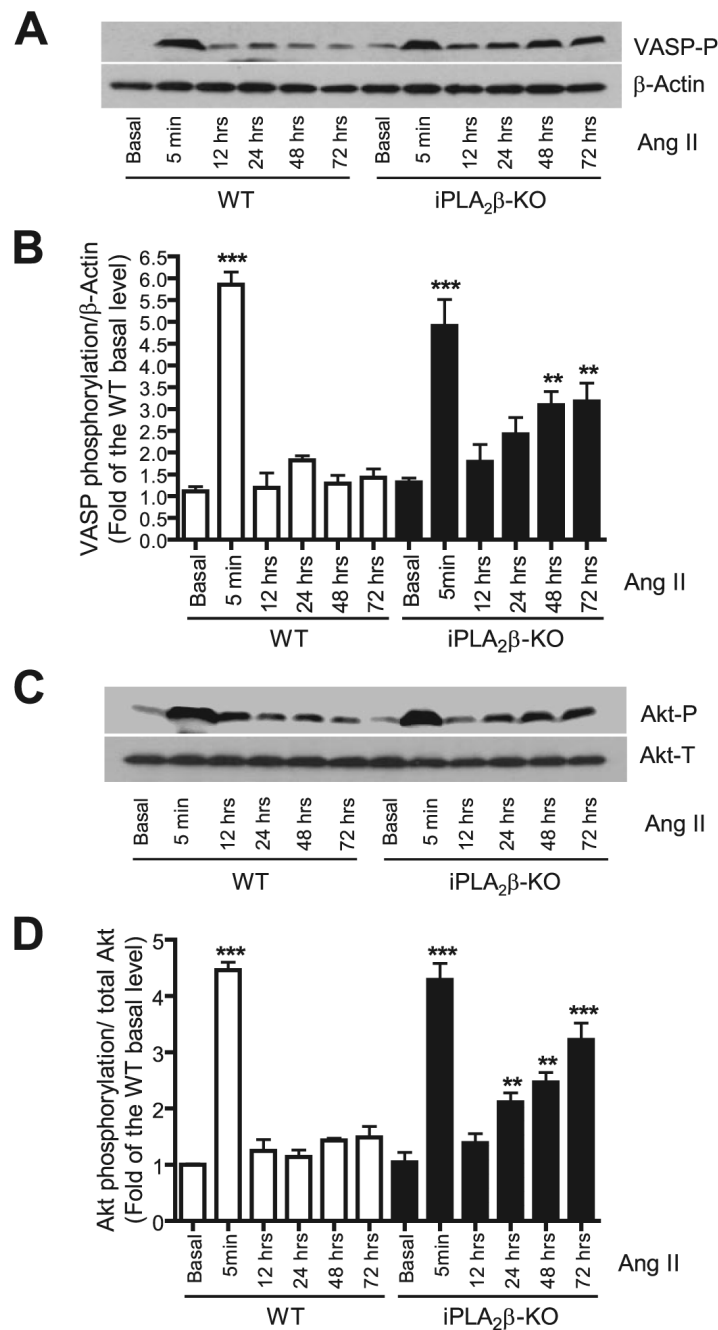 A
VASP-P
β-Actin
Basal 5 min 12 hrs 24 hrs 48 hrs 72 hrs Basal 5 min 12 hrs 24 hrs 48 hrs 72 hrs Ang II
WT iPLA₂β-KO
B
VASP phosphorylation/β-Actin
(Fold of the WT basal level)
6.5
6.0
5.5
5.0
4.5
4.0
3.5
3.0
2.5
2.0
1.5
1.0
0.5
0.0
*** *** ** **
Basal 5 min 12 hrs 24 hrs 48 hrs 72 hrs Basal 5min 12 hrs 24 hrs 48 hrs 72 hrs Ang II
WT iPLA₂β-KO
C
Akt-P
Akt-T
Basal 5 min 12 hrs 24 hrs 48 hrs 72 hrs Basal 5 min 12 hrs 24 hrs 48 hrs 72 hrs Ang II
WT iPLA₂β-KO
D
Akt phosphorylation/ total Akt
(Fold of the WT basal level)
5
4
3
2
1
0
*** *** ** ** ***
Basal 5min 12 hrs 24 hrs 48 hrs 72 hrs Basal 5min 12 hrs 24 hrs 48 hrs 72 hrs Ang II
WT iPLA₂β-KO